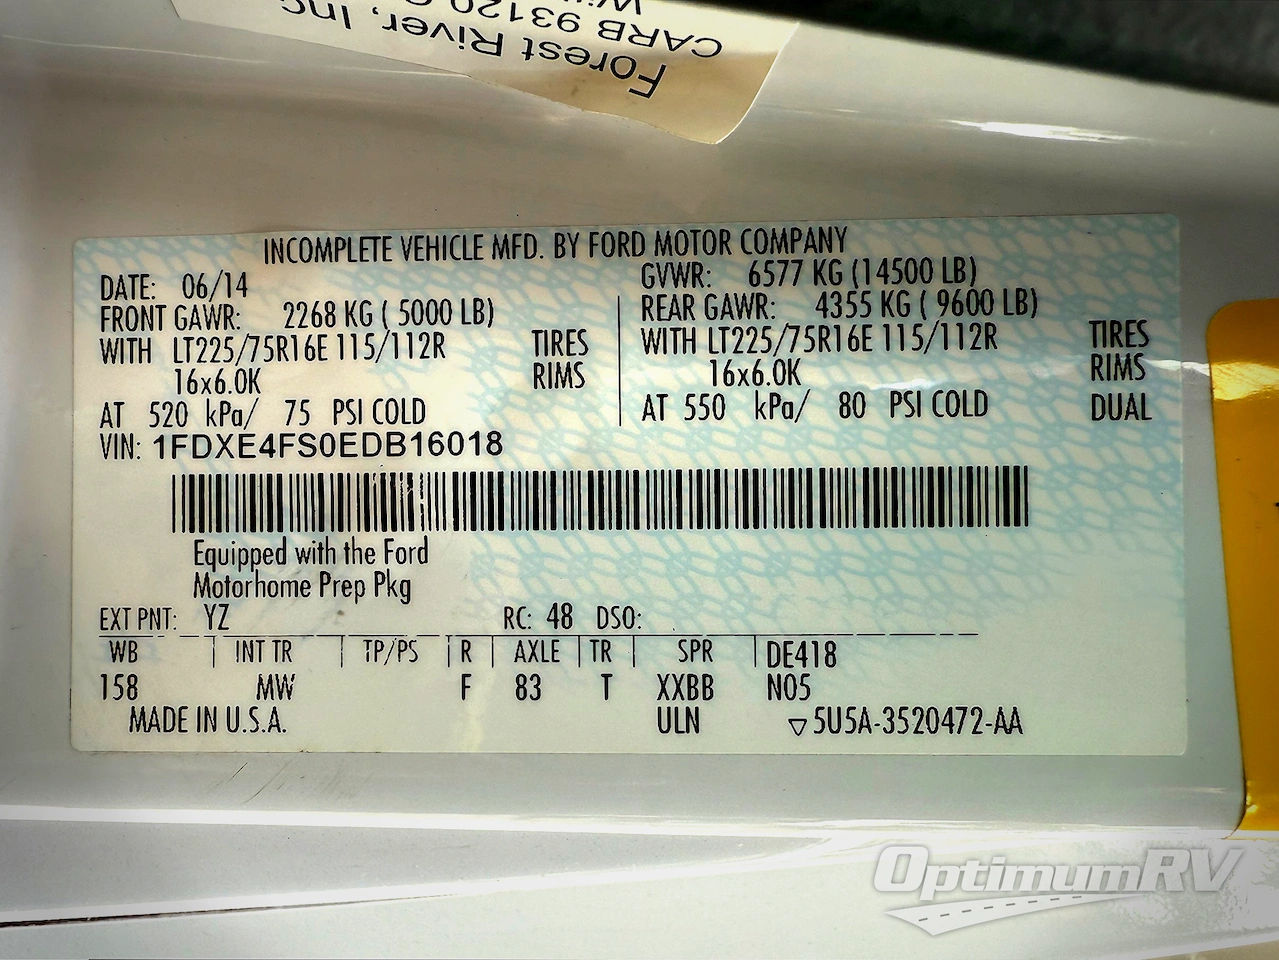 Forest River, Inc.
CARB 93120
INCOMPLETE VEHICLE MFD. BY FORD MOTOR COMPANY
DATE: 06/14
GVWR: 6577 KG (14500 LB)
FRONT GAWR: 2268 KG ( 5000 LB)
REAR GAWR: 4355 KG ( 9600 LB)
WITH LT225/75R16E 115/112R TIRES
WITH LT225/75R16E 115/112R TIRES
16x6.0K RIMS
16x6.0K RIMS
AT 520 kPa/ 75 PSI COLD
AT 550 kPa/ 80 PSI COLD DUAL
VIN: 1FDXE4FS0EDB16018
Equipped with the Ford
Motorhome Prep Pkg
EXT PNT: YZ RC: 48 DSO:
WB | INT TR | TP/PS | R | AXLE | TR | SPR | DE418
158 MW F 83 T XXBB N05
MADE IN U.S.A. ULN ▽5U5A-3520472-AA
OptimumRV